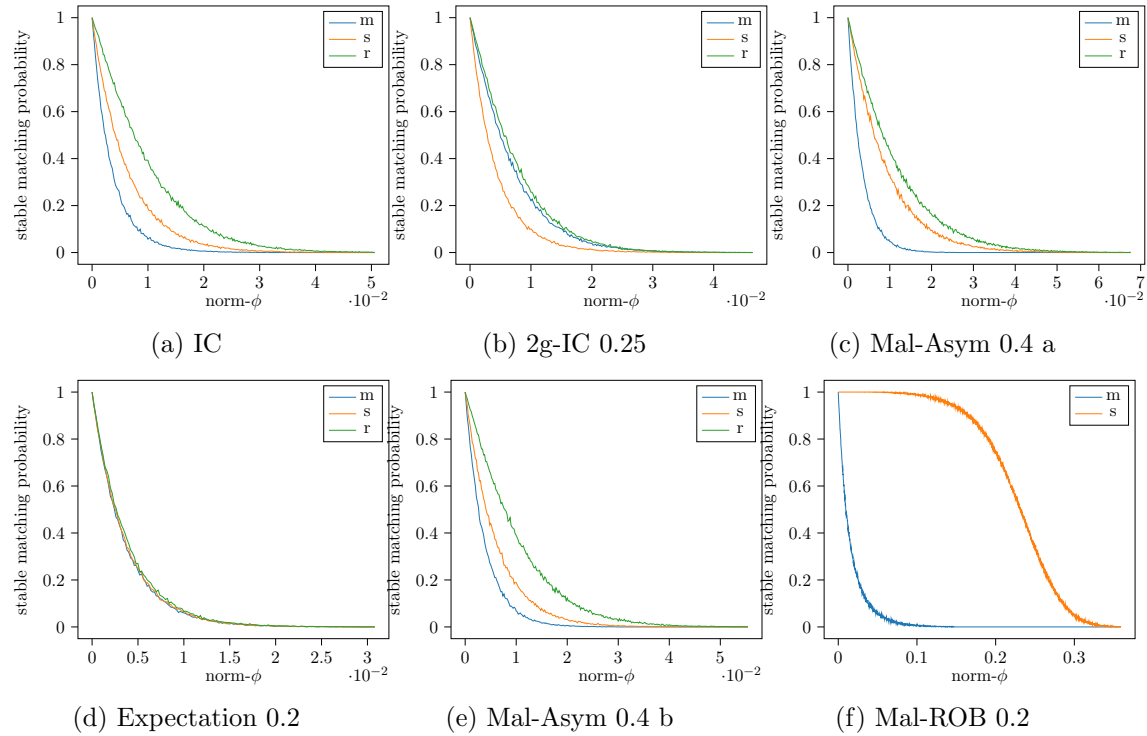 stable matching probability
1
0.8
0.6
0.4
0.2
0
m
s
r
0 1 2 3 4 5
·10⁻²
norm-ϕ
(a) IC
stable matching probability
1
0.8
0.6
0.4
0.2
0
m
s
r
0 2 4
·10⁻²
norm-ϕ
(b) 2g-IC 0.25
stable matching probability
1
0.8
0.6
0.4
0.2
0
m
s
r
0 1 2 3 4 5 6 7
·10⁻²
norm-ϕ
(c) Mal-Asym 0.4 a
stable matching probability
1
0.8
0.6
0.4
0.2
0
m
s
r
0 0.5 1 1.5 2 2.5 3
·10⁻²
norm-ϕ
(d) Expectation 0.2
stable matching probability
1
0.8
0.6
0.4
0.2
0
m
s
r
0 1 2 3 4 5
·10⁻²
norm-ϕ
(e) Mal-Asym 0.4 b
stable matching probability
1
0.8
0.6
0.4
0.2
0
m
s
0 0.1 0.2 0.3
norm-ϕ
(f) Mal-ROB 0.2